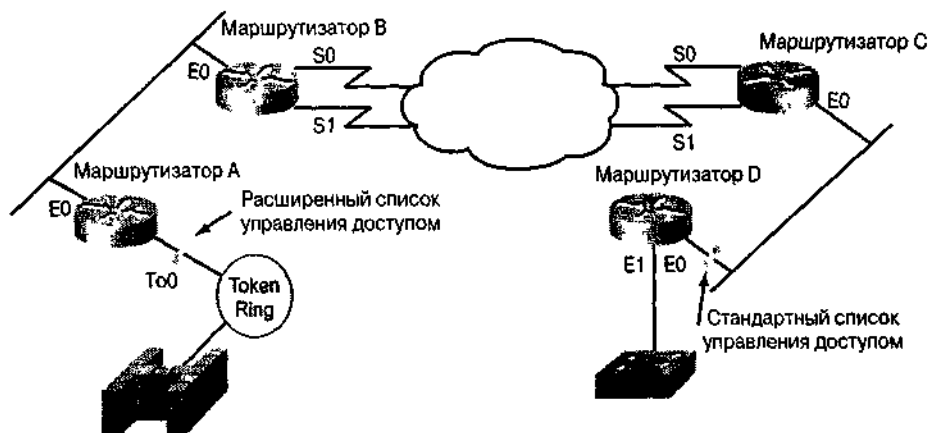 Маршрутизатор B
S0
E0
S1
Маршрутизатор C
S0
E0
S1
Маршрутизатор A
E0
Расширенный список
управления доступом
To0
Token
Ring
Маршрутизатор D
E1 E0
Стандартный список
управления доступом